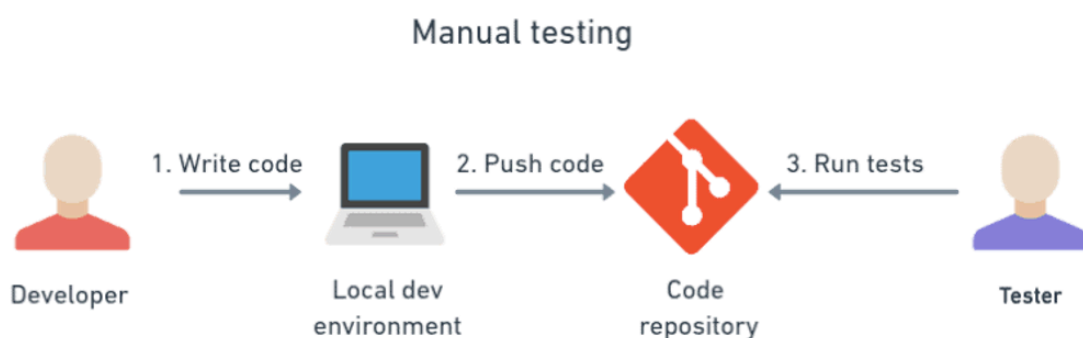 Manual testing
1. Write code
2. Push code
3. Run tests
Developer
Local dev
environment
Code
repository
Tester